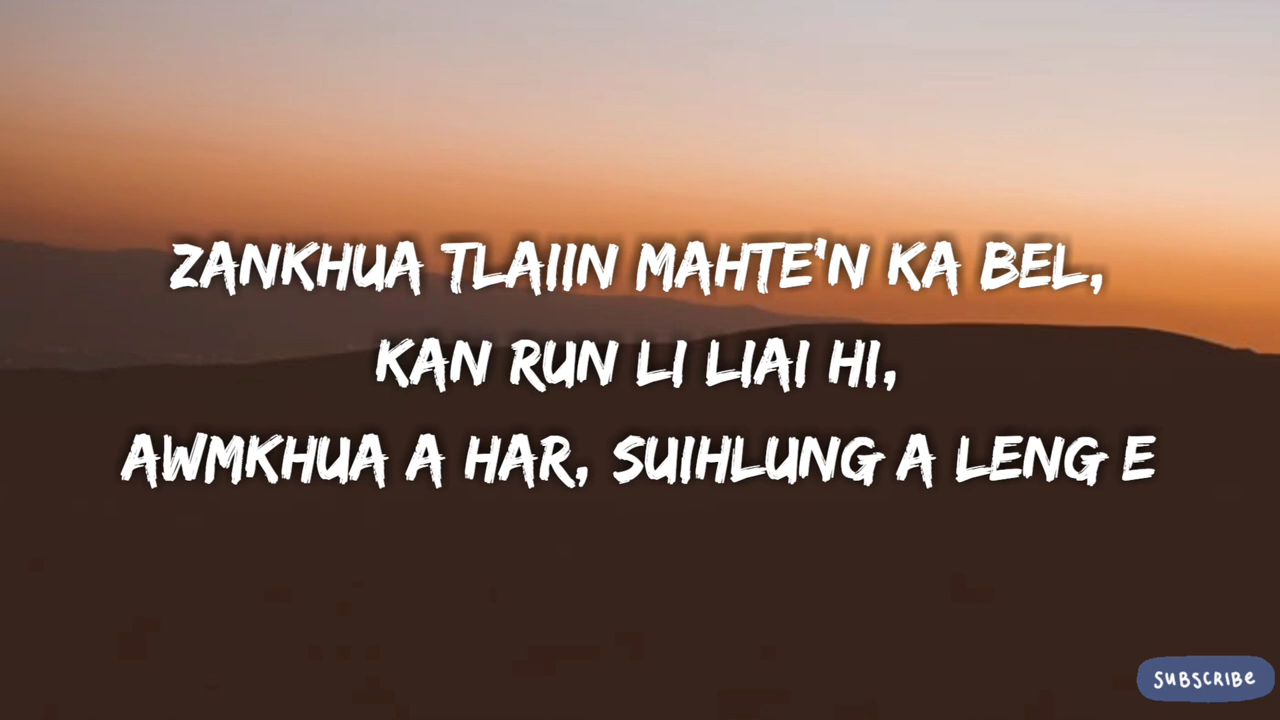 ZANKHUA TLAIIN MAHTE'N KA BEL,
KAN RUN LI LIAI HI,
AWMKHUA A HAR, SUIHLUNG A LENG E
SUBSCRIBE